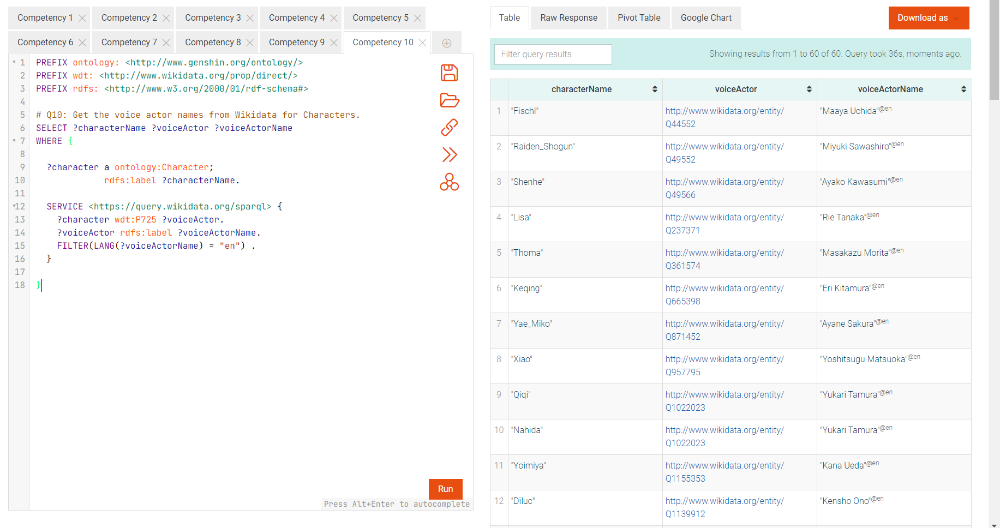 Competency 1
Competency 2
Competency 3
Competency 4
Competency 5
Competency 6
Competency 7
Competency 8
Competency 9
Competency 10
1 PREFIX ontology: <http://www.genshin.org/ontology/>
2 PREFIX wdt: <http://www.wikidata.org/prop/direct/>
3 PREFIX rdfs: <http://www.w3.org/2000/01/rdf-schema#>
4
5 # Q10: Get the voice actor names from Wikidata for Characters.
6 SELECT ?characterName ?voiceActor ?voiceActorName
7 WHERE {
8
9 ?character a ontology:Character;
10 rdfs:label ?characterName.
11
12 SERVICE <https://query.wikidata.org/sparql> {
13 ?character wdt:P725 ?voiceActor.
14 ?voiceActor rdfs:label ?voiceActorName.
15 FILTER(LANG(?voiceActorName) = "en") .
16 }
17
18 }
Run
Press Alt+Enter to autocomplete
Table
Raw Response
Pivot Table
Google Chart
Download as
Filter query results
Showing results from 1 to 60 of 60. Query took 36s, moments ago.
characterName voiceActor voiceActorName
1 "Fischl" http://www.wikidata.org/entity/ "Maaya Uchida"@en
Q44552
2 "Raiden_Shogun" http://www.wikidata.org/entity/ "Miyuki Sawashiro"@en
Q49552
3 "Shenhe" http://www.wikidata.org/entity/ "Ayako Kawasumi"@en
Q49566
4 "Lisa" http://www.wikidata.org/entity/ "Rie Tanaka"@en
Q237371
5 "Thoma" http://www.wikidata.org/entity/ "Masakazu Morita"@en
Q361574
6 "Keqing" http://www.wikidata.org/entity/ "Eri Kitamura"@en
Q665398
7 "Yae_Miko" http://www.wikidata.org/entity/ "Ayane Sakura"@en
Q871452
8 "Xiao" http://www.wikidata.org/entity/ "Yoshitsugu Matsuoka"@en
Q957795
9 "Qiqi" http://www.wikidata.org/entity/ "Yukari Tamura"@en
Q1022023
10 "Nahida" http://www.wikidata.org/entity/ "Yukari Tamura"@en
Q1022023
11 "Yoimiya" http://www.wikidata.org/entity/ "Kana Ueda"@en
Q1155353
12 "Diluc" http://www.wikidata.org/entity/ "Kensho Ono"@en
Q1139912